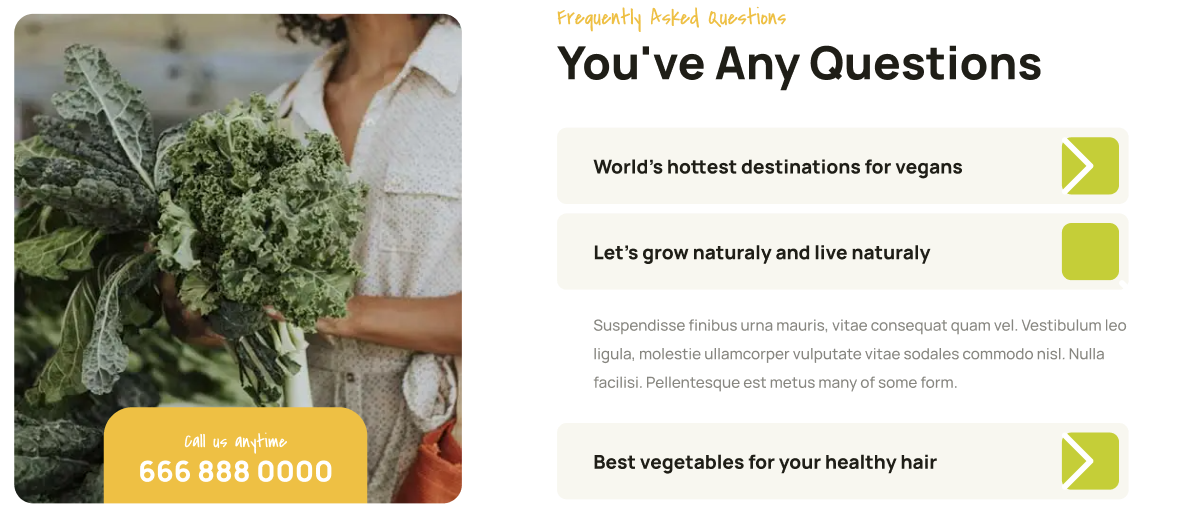 Frequently Asked Questions
You've Any Questions
World's hottest destinations for vegans
Let's grow naturaly and live naturaly
Suspendisse finibus urna mauris, vitae consequat quam vel. Vestibulum leo
ligula, molestie ullamcorper vulputate vitae sodales commodo nisl. Nulla
facilisi. Pellentesque est metus many of some form.
Best vegetables for your healthy hair
Call us anytime
666 888 0000